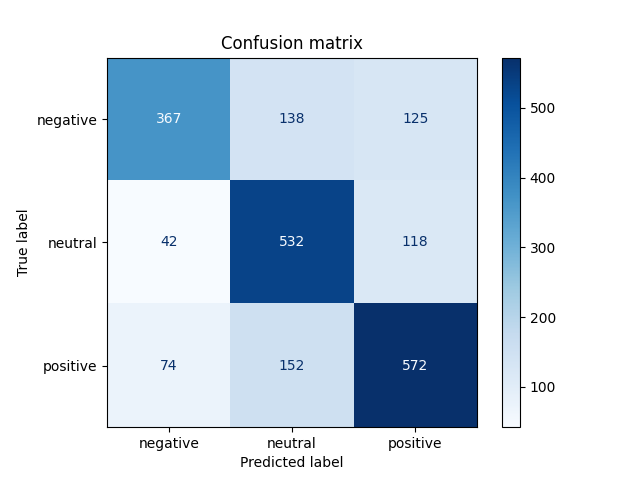 Confusion matrix
True label
negative 367 138 125
neutral 42 532 118
positive 74 152 572
negative neutral positive
Predicted label
500
400
300
200
100